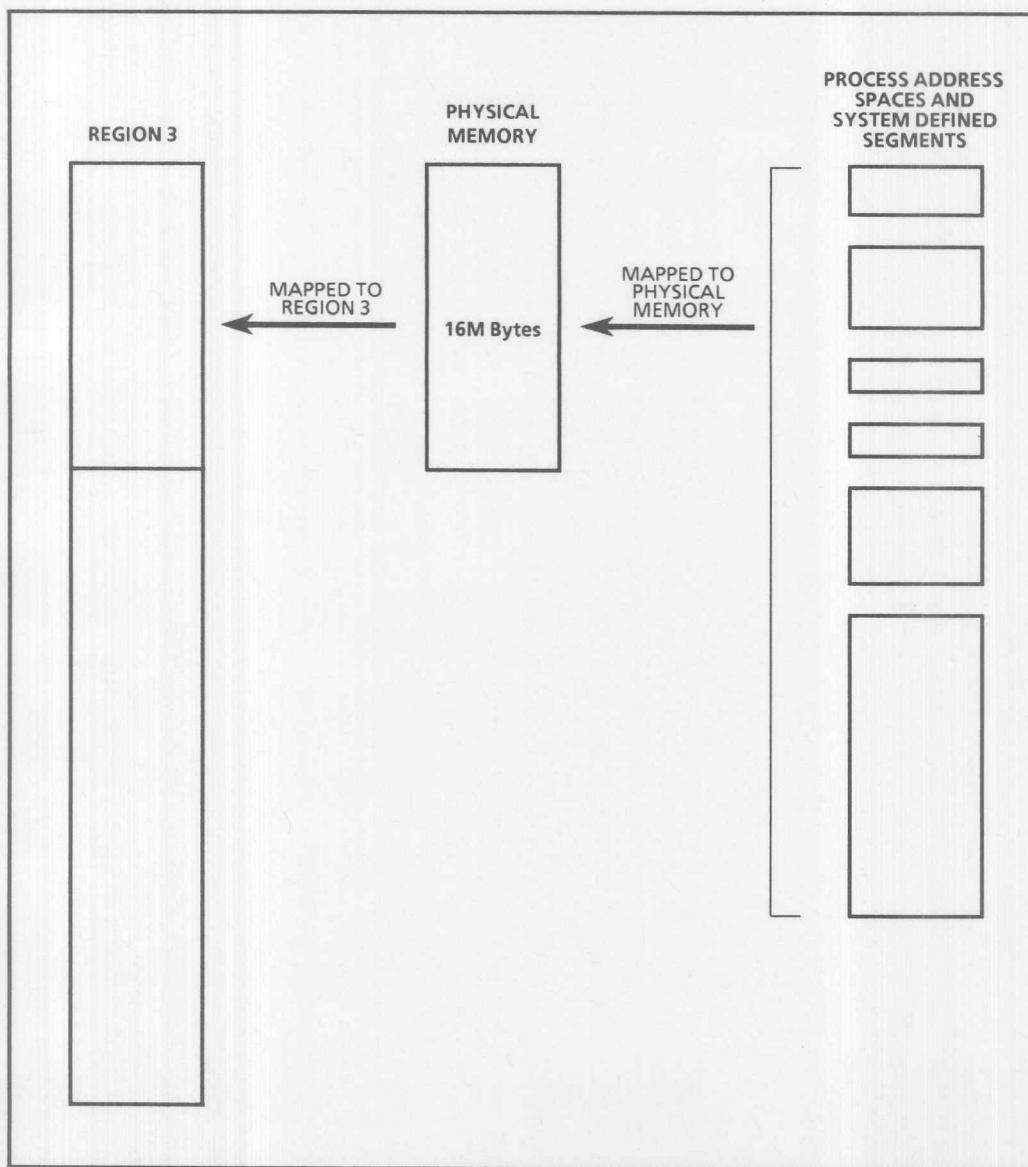 REGION 3
PHYSICAL
MEMORY
PROCESS ADDRESS
SPACES AND
SYSTEM DEFINED
SEGMENTS
MAPPED TO
REGION 3
16M Bytes
MAPPED TO
PHYSICAL
MEMORY